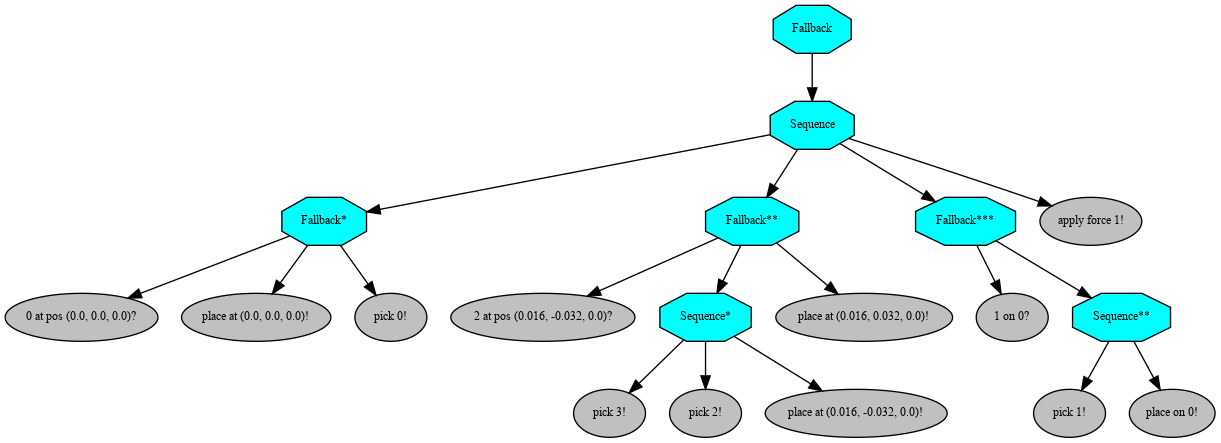 Fallback
Sequence
Fallback*
Fallback**
Fallback***
apply force 1!
0 at pos (0.0, 0.0, 0.0)?
place at (0.0, 0.0, 0.0)!
pick 0!
2 at pos (0.016, -0.032, 0.0)?
Sequence*
place at (0.016, 0.032, 0.0)!
1 on 0?
Sequence**
pick 3!
pick 2!
place at (0.016, -0.032, 0.0)!
pick 1!
place on 0!